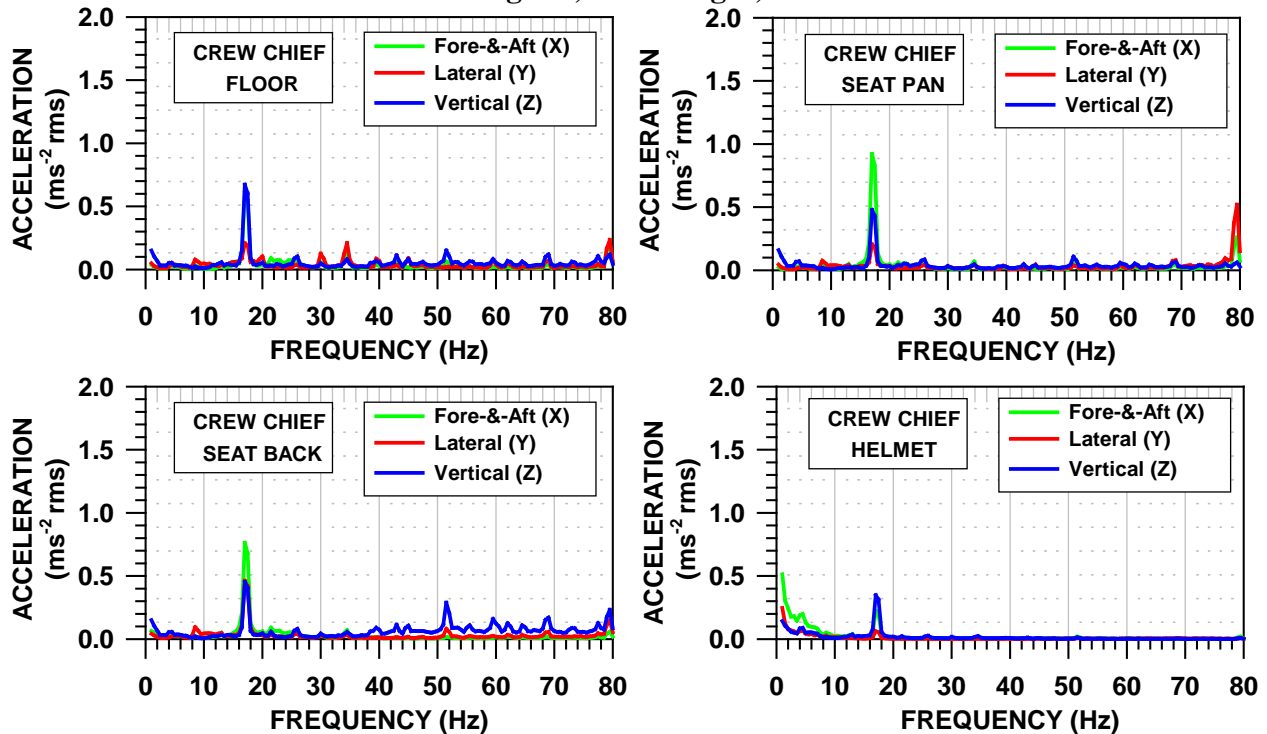 2.0
1.5
1.0
0.5
0.0
ACCELERATION
(ms-2 rms)
CREW CHIEF
FLOOR
Fore-&-Aft (X)
Lateral (Y)
Vertical (Z)
0 10 20 30 40 50 60 70 80
FREQUENCY (Hz)
2.0
1.5
1.0
0.5
0.0
ACCELERATION
(ms-2 rms)
CREW CHIEF
SEAT PAN
Fore-&-Aft (X)
Lateral (Y)
Vertical (Z)
0 10 20 30 40 50 60 70 80
FREQUENCY (Hz)
2.0
1.5
1.0
0.5
0.0
ACCELERATION
(ms-2 rms)
CREW CHIEF
SEAT BACK
Fore-&-Aft (X)
Lateral (Y)
Vertical (Z)
0 10 20 30 40 50 60 70 80
FREQUENCY (Hz)
2.0
1.5
1.0
0.5
0.0
ACCELERATION
(ms-2 rms)
CREW CHIEF
HELMET
Fore-&-Aft (X)
Lateral (Y)
Vertical (Z)
0 10 20 30 40 50 60 70 80
FREQUENCY (Hz)